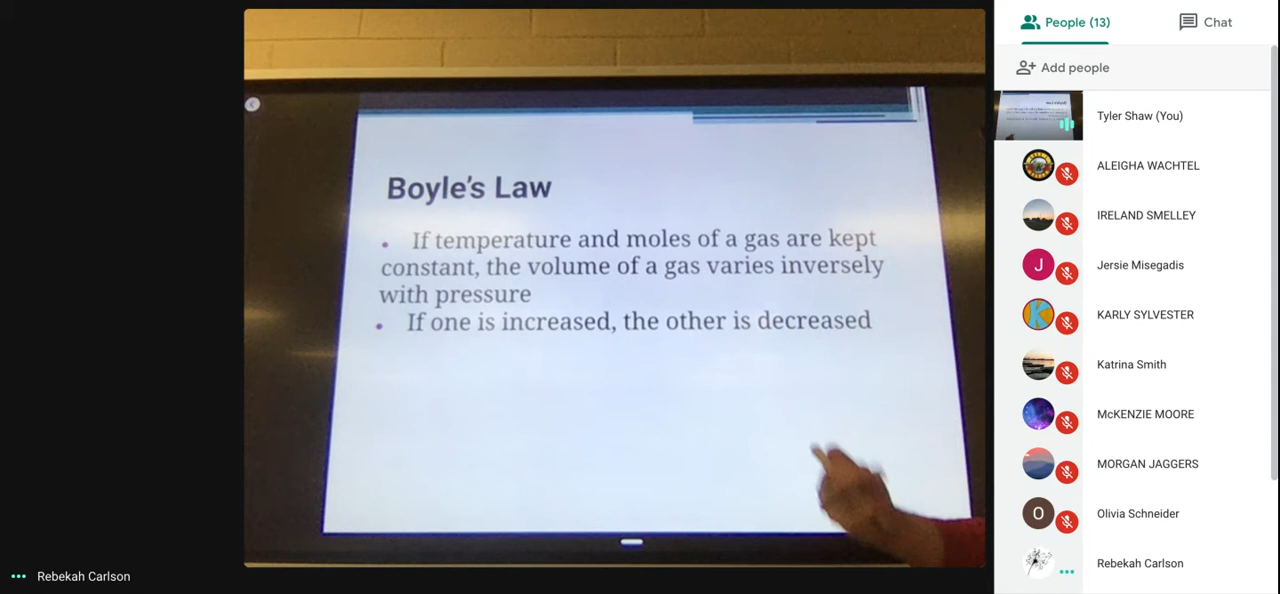 People (13)
Chat
Add people
Boyle's Law
• If temperature and moles of a gas are kept
constant, the volume of a gas varies inversely
with pressure
• If one is increased, the other is decreased
Tyler Shaw (You)
ALEIGHA WACHTEL
IRELAND SMELLEY
J
Jersie Misegadis
K
KARLY SYLVESTER
Katrina Smith
McKENZIE MOORE
MORGAN JAGGERS
O
Olivia Schneider
Rebekah Carlson
Rebekah Carlson